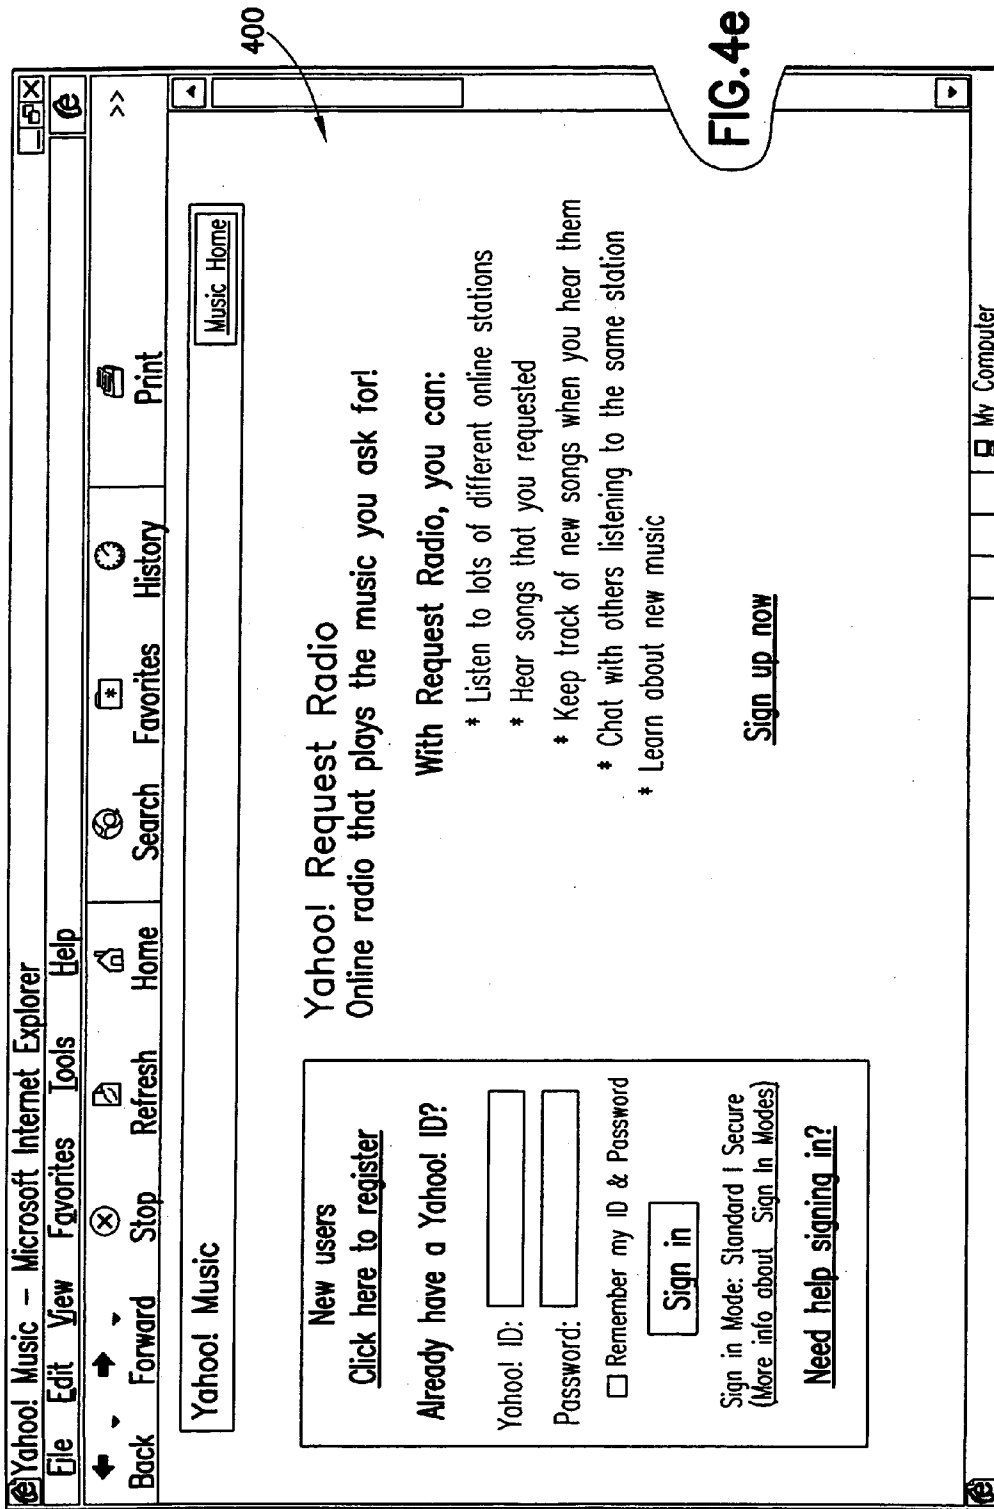 Yahoo! Music – Microsoft Internet Explorer
File Edit View Favorites Tools Help
Back Forward Stop Refresh Home Search Favorites History Print >>
Yahoo! Music Music Home
400
New users
Click here to register
Already have a Yahoo! ID?
Yahoo! ID:
Password:
Remember my ID & Password
Sign in
Sign in Mode: Standard | Secure
(More info about Sign In Modes)
Need help signing in?
Yahoo! Request Radio
Online radio that plays the music you ask for!
With Request Radio, you can:
* Listen to lots of different online stations
* Hear songs that you requested
* Keep track of new songs when you hear them
* Chat with others listening to the same station
* Learn about new music
Sign up now
My Computer
FIG.4e